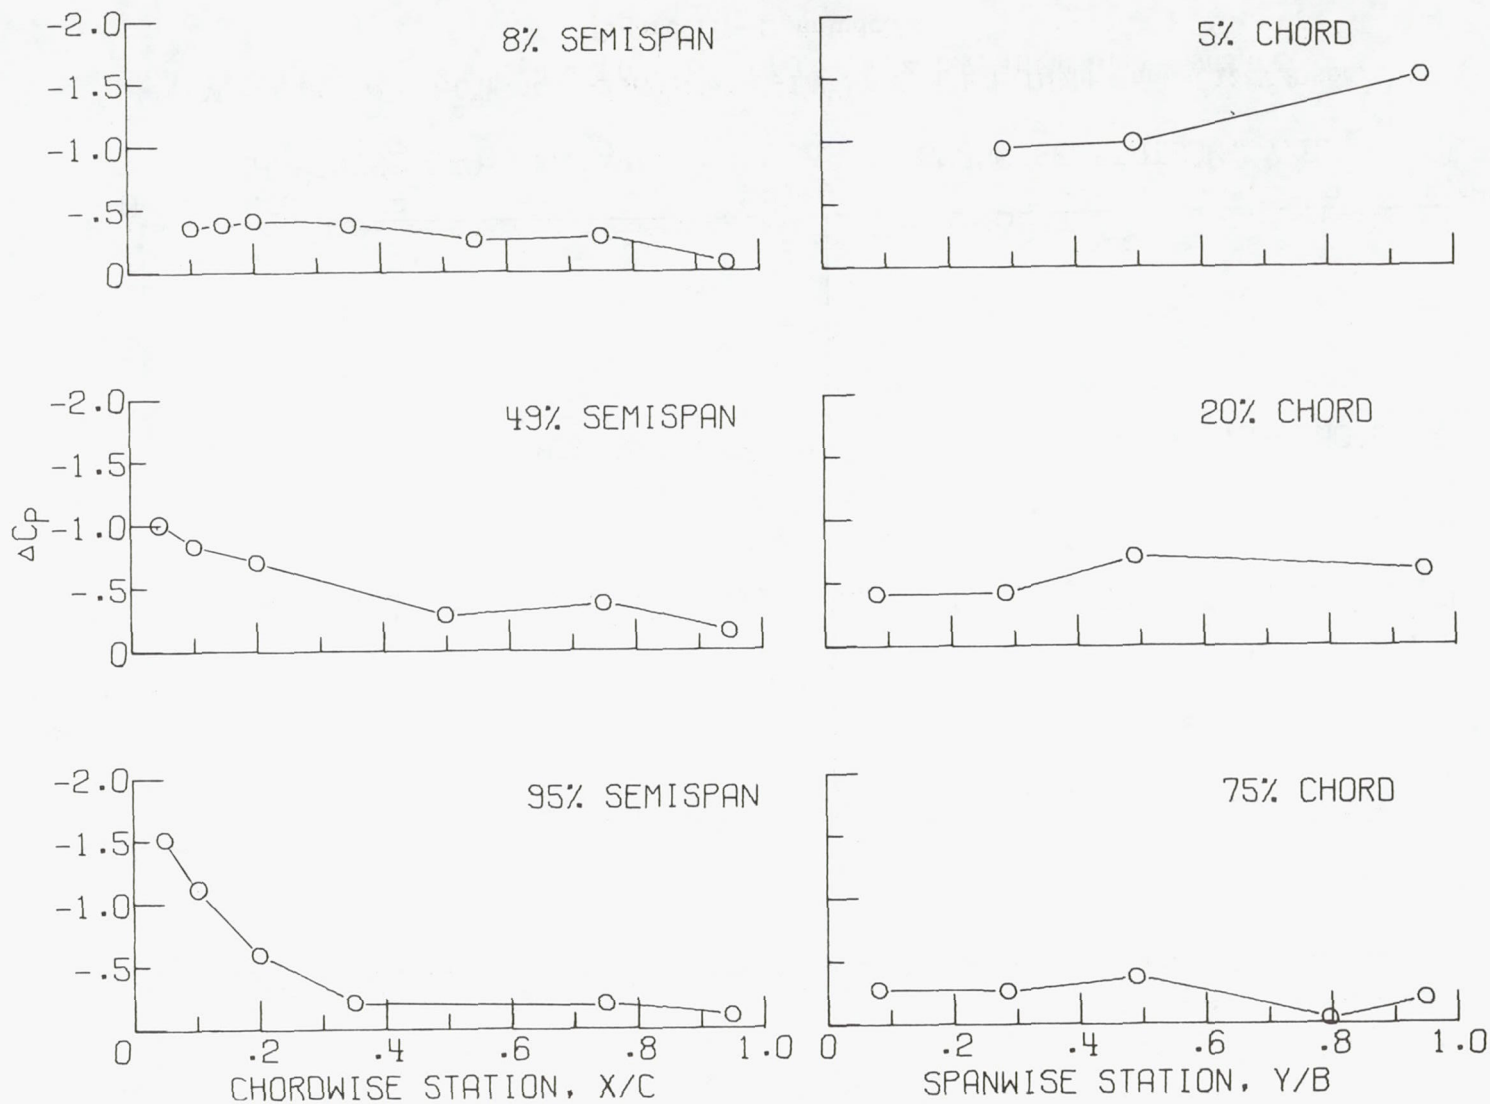 -2.0
8% SEMISPAN
-1.5
-1.0
-.5
0
5% CHORD
-2.0
49% SEMISPAN
-1.5
ΔCP
-1.0
-.5
0
20% CHORD
-2.0
95% SEMISPAN
-1.5
-1.0
-.5
0 .2 .4 .6 .8 1.0
CHORDWISE STATION, X/C
75% CHORD
0 .2 .4 .6 .8 1.0
SPANWISE STATION, Y/B